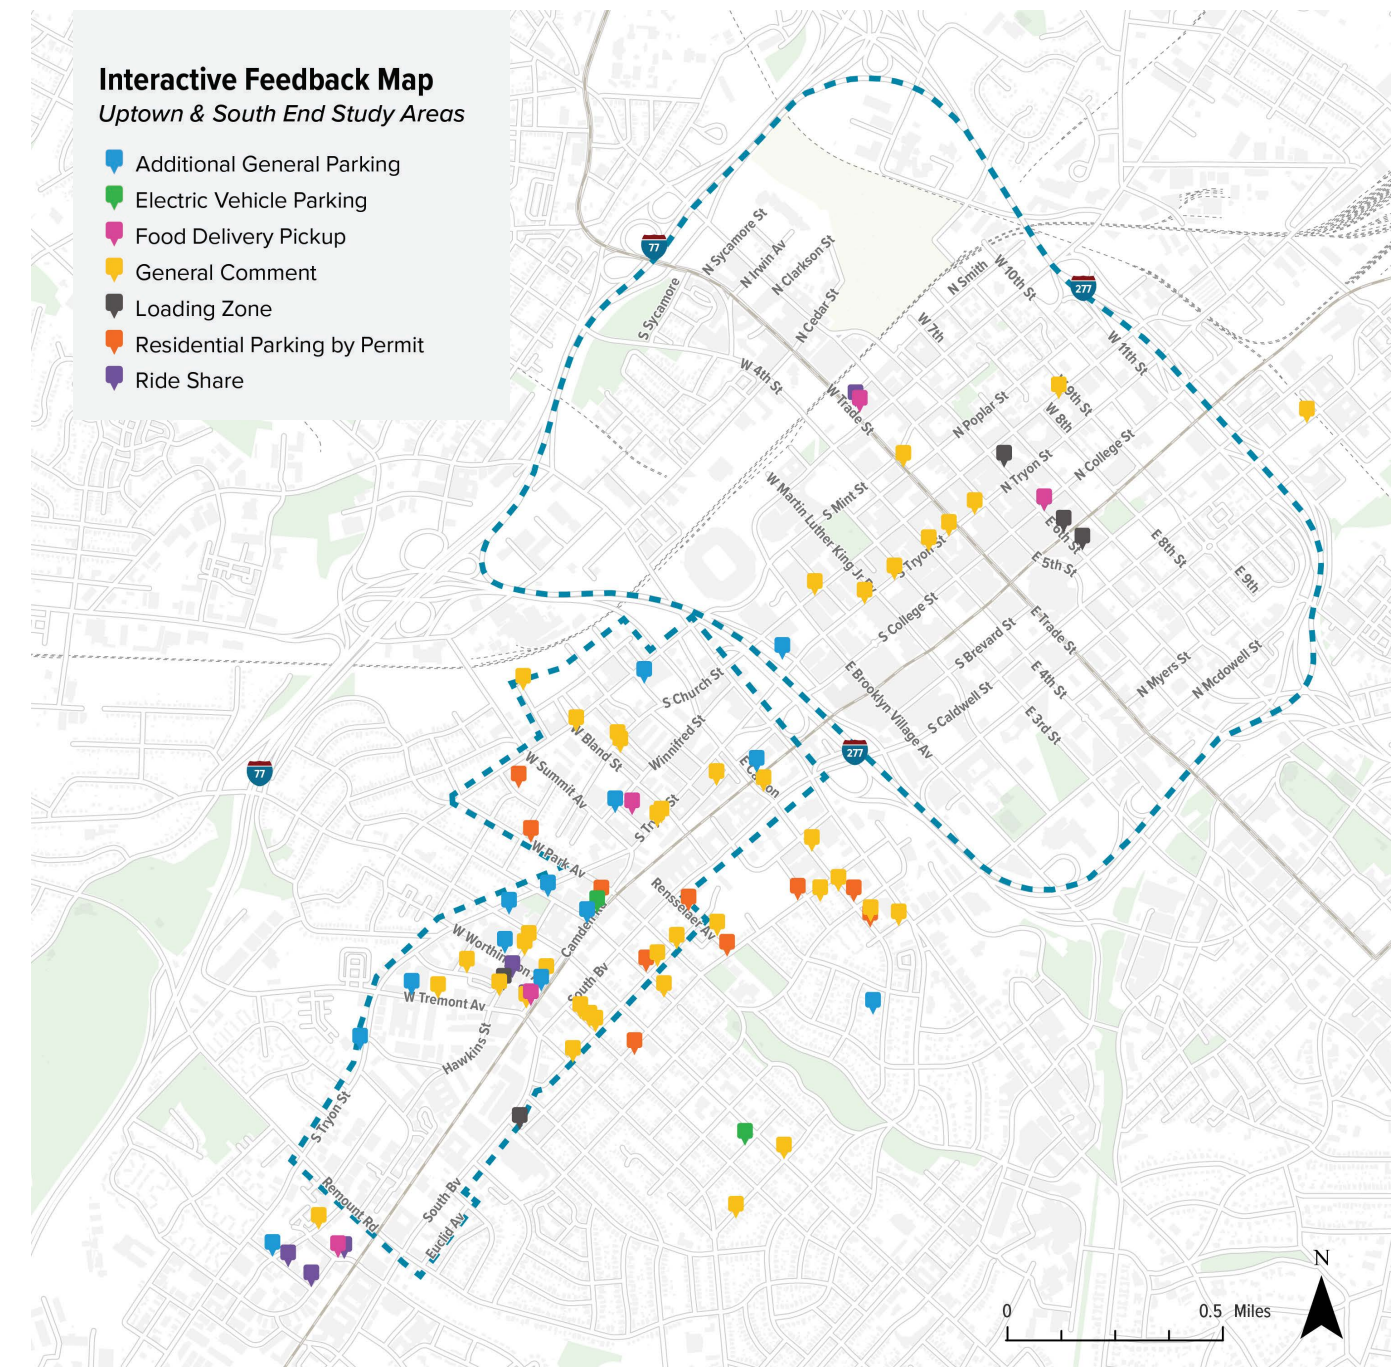 Interactive Feedback Map
Uptown & South End Study Areas
Additional General Parking
Electric Vehicle Parking
Food Delivery Pickup
General Comment
Loading Zone
Residential Parking by Permit
Ride Share
77
277
N Sycamore St
N Irwin Av
N Clarkson St
N Cedar St
S Sycamore
N Smith
W 10th St
W 7th
W 11th St
W 4th St
W Trade St
9th St
W 8th
N Poplar St
N College St
N Tryon St
S Mint St
W Martin Luther King Jr
E 6th St
E 5th St
E 8th St
E 9th
S Tryon St
S College St
S Brevard St
E Trade St
E 4th St
E 3rd St
N Myers St
N Mcdowell St
E Brooklyn Village Av
S Caldwell St
S Church St
Winnifred St
W Bland St
W Summit Av
277
77
W Park Av
Rensselaer Av
Camden
W Worthin
South Bv
W Tremont Av
Hawkins St
S Tryon St
Remount Rd
South Bv
Euclid Av
N
0 0.5 Miles